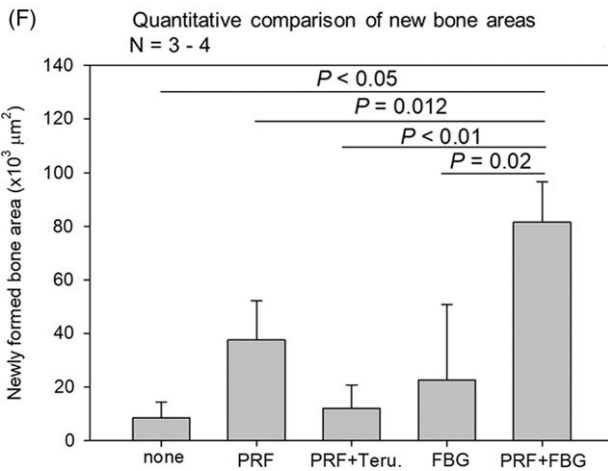 (F) Quantitative comparison of new bone areas
N = 3 - 4
Newly formed bone area (x10³ μm²)
140
120
100
80
60
40
20
0
P < 0.05
P = 0.012
P < 0.01
P = 0.02
none PRF PRF+Teru. FBG PRF+FBG